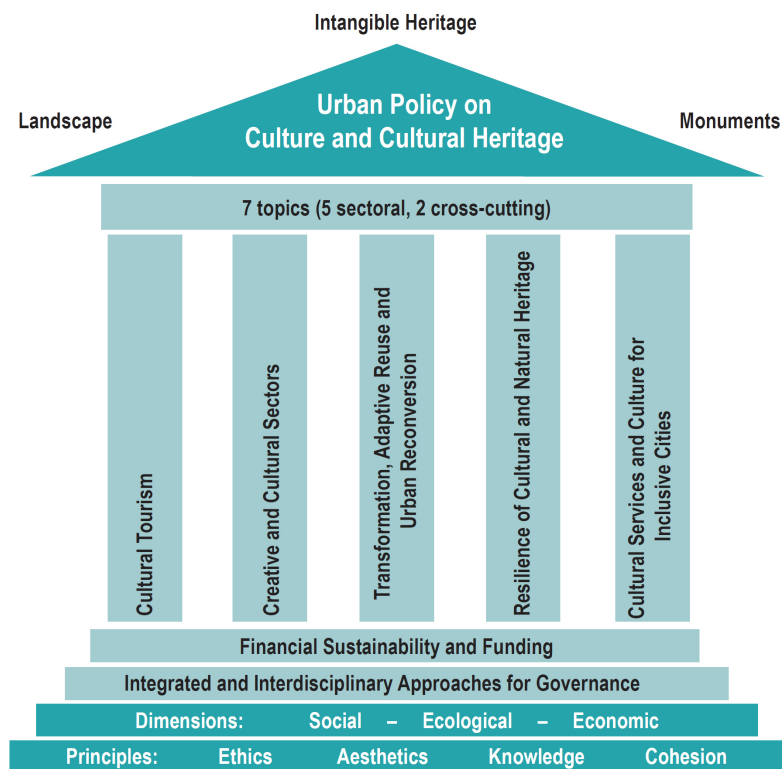 Intangible Heritage
Landscape
Urban Policy on
Culture and Cultural Heritage
Monuments
7 topics (5 sectoral, 2 cross-cutting)
Cultural Tourism
Creative and Cultural Sectors
Transformation, Adaptive Reuse and
Urban Reconversion
Resilience of Cultural and Natural Heritage
Cultural Services and Culture for
Inclusive Cities
Financial Sustainability and Funding
Integrated and Interdisciplinary Approaches for Governance
Dimensions: Social – Ecological – Economic
Principles: Ethics Aesthetics Knowledge Cohesion